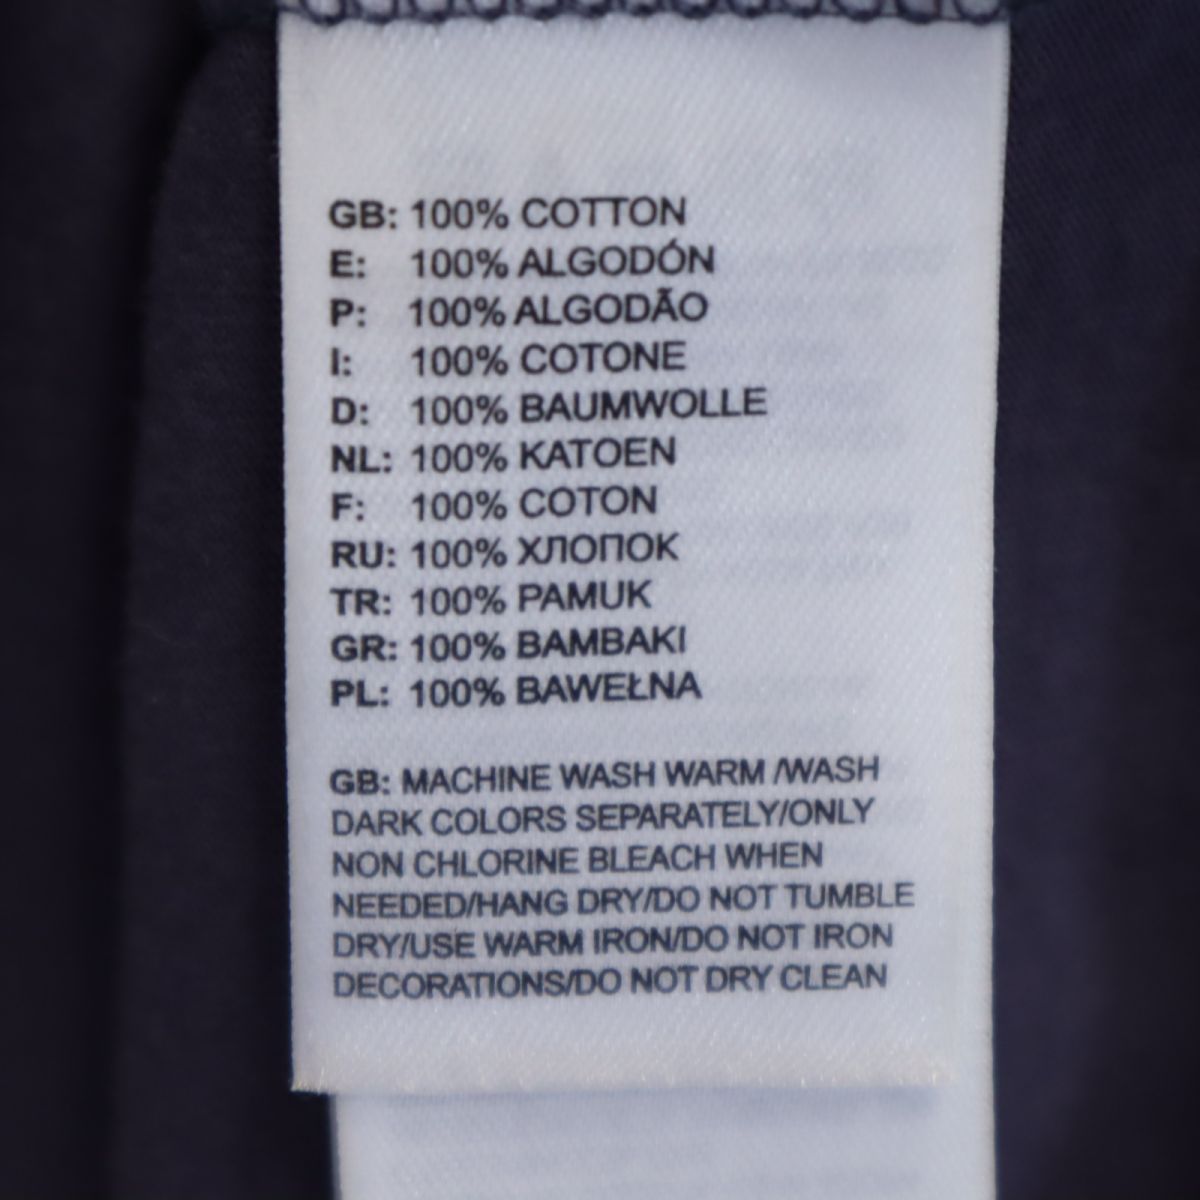 GB: 100% COTTON
E: 100% ALGODÓN
P: 100% ALGODÃO
I: 100% COTONE
D: 100% BAUMWOLLE
NL: 100% KATOEN
F: 100% COTON
RU: 100% ХЛОПОК
TR: 100% PAMUK
GR: 100% BAMBAKI
PL: 100% BAWEŁNA
GB: MACHINE WASH WARM /WASH
DARK COLORS SEPARATELY/ONLY
NON CHLORINE BLEACH WHEN
NEEDED/HANG DRY/DO NOT TUMBLE
DRY/USE WARM IRON/DO NOT IRON
DECORATIONS/DO NOT DRY CLEAN